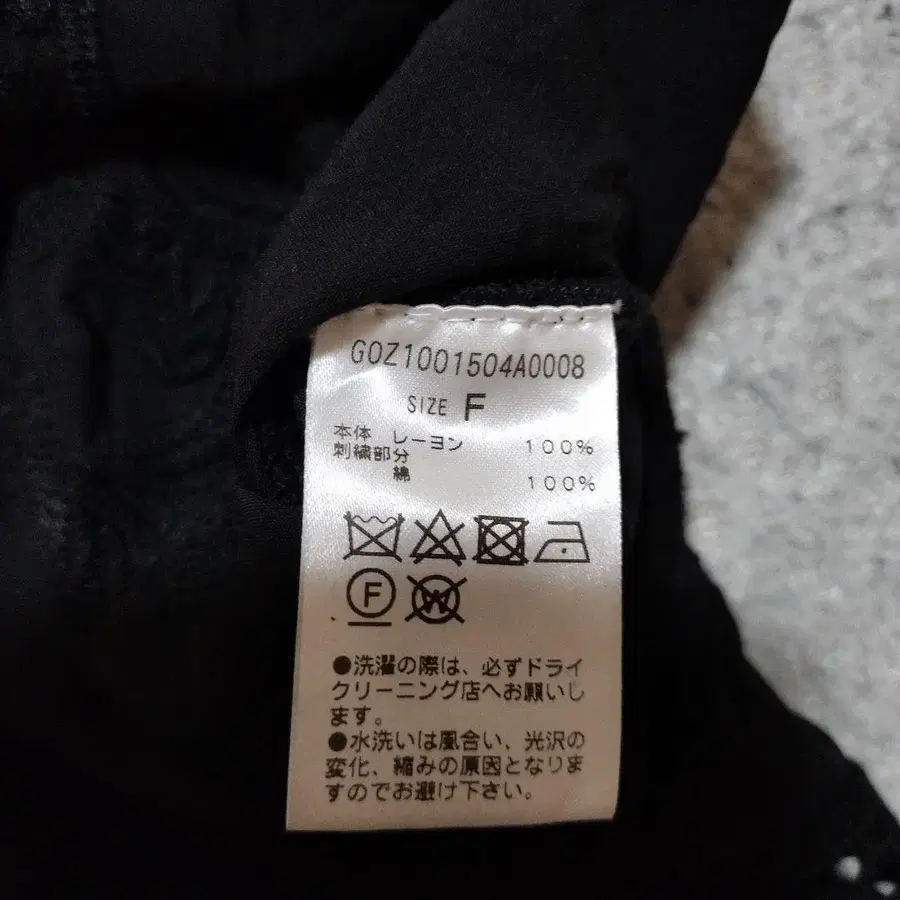 G0Z1001504A0008
SIZE F
本体 レーヨン 100%
刺繍部分
綿 100%
F
W
●洗濯の際は、必ずドライ
クリーニング店へお願いし
ます。
●水洗いは風合い、光沢の
変化、縮みの原因となりま
すのでお避け下さい。